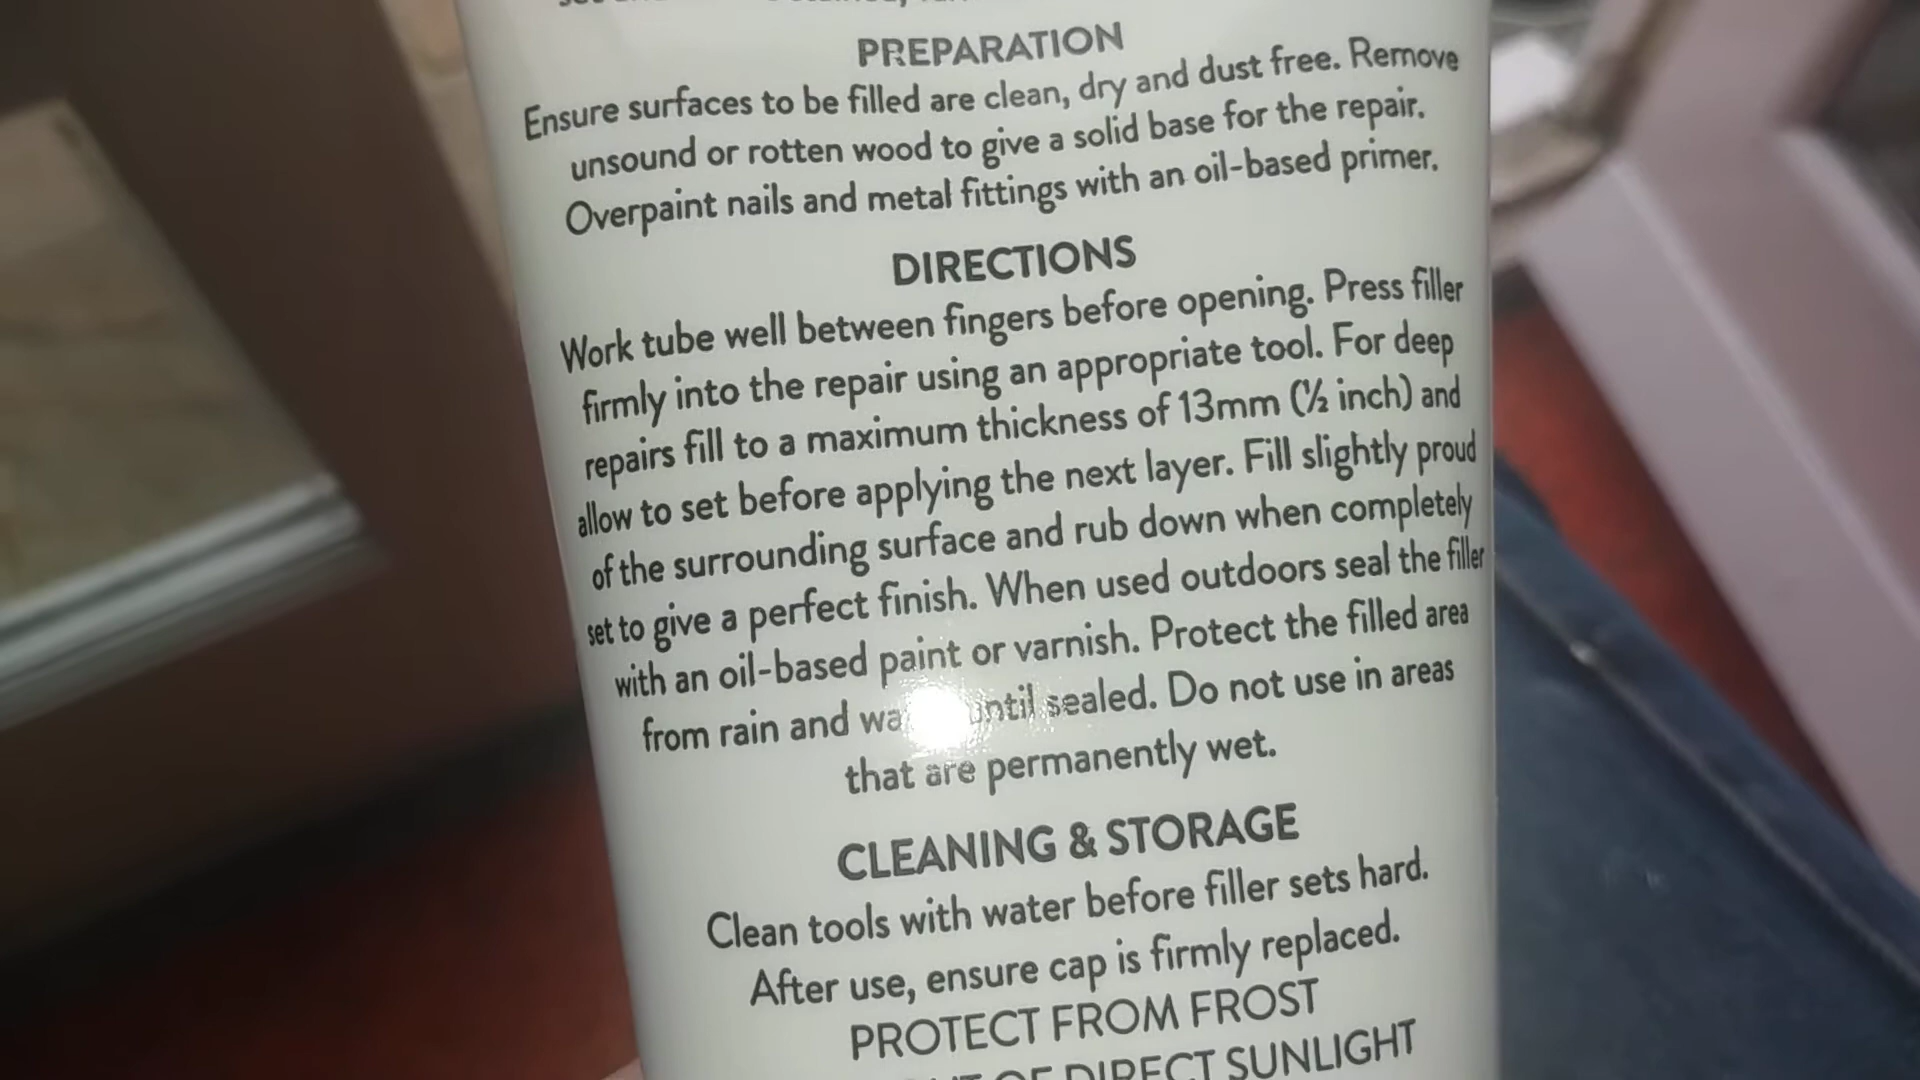 PREPARATION
Ensure surfaces to be filled are clean, dry and dust free. Remove
unsound or rotten wood to give a solid base for the repair.
Overpaint nails and metal fittings with an oil-based primer.
DIRECTIONS
Work tube well between fingers before opening. Press filler
firmly into the repair using an appropriate tool. For deep
repairs fill to a maximum thickness of 13mm (½ inch) and
allow to set before applying the next layer. Fill slightly proud
of the surrounding surface and rub down when completely
set to give a perfect finish. When used outdoors seal the filler
with an oil-based paint or varnish. Protect the filled area
from rain and until sealed. Do not use in areas
that are permanently wet.
CLEANING & STORAGE
Clean tools with water before filler sets hard.
After use, ensure cap is firmly replaced.
PROTECT FROM FROST
OF DIRECT SUNLIGHT